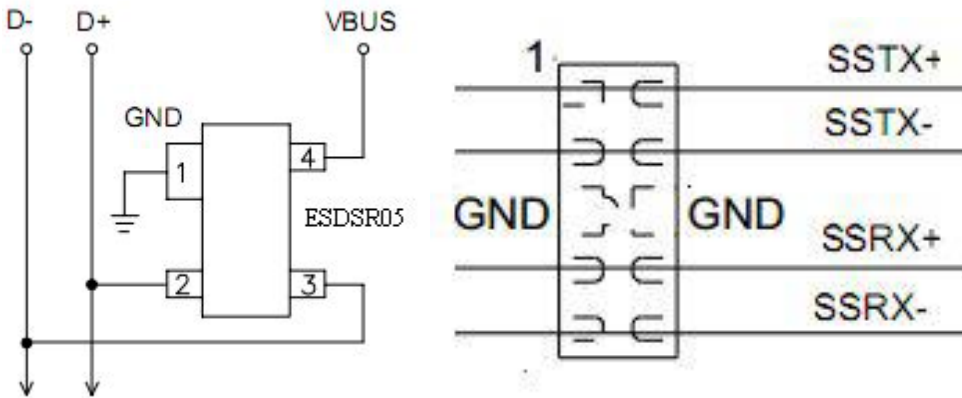 D- D+ VBUS
GND
1 4
ESDSR05
2 3
1
SSTX+
SSTX-
GND GND
SSRX+
SSRX-